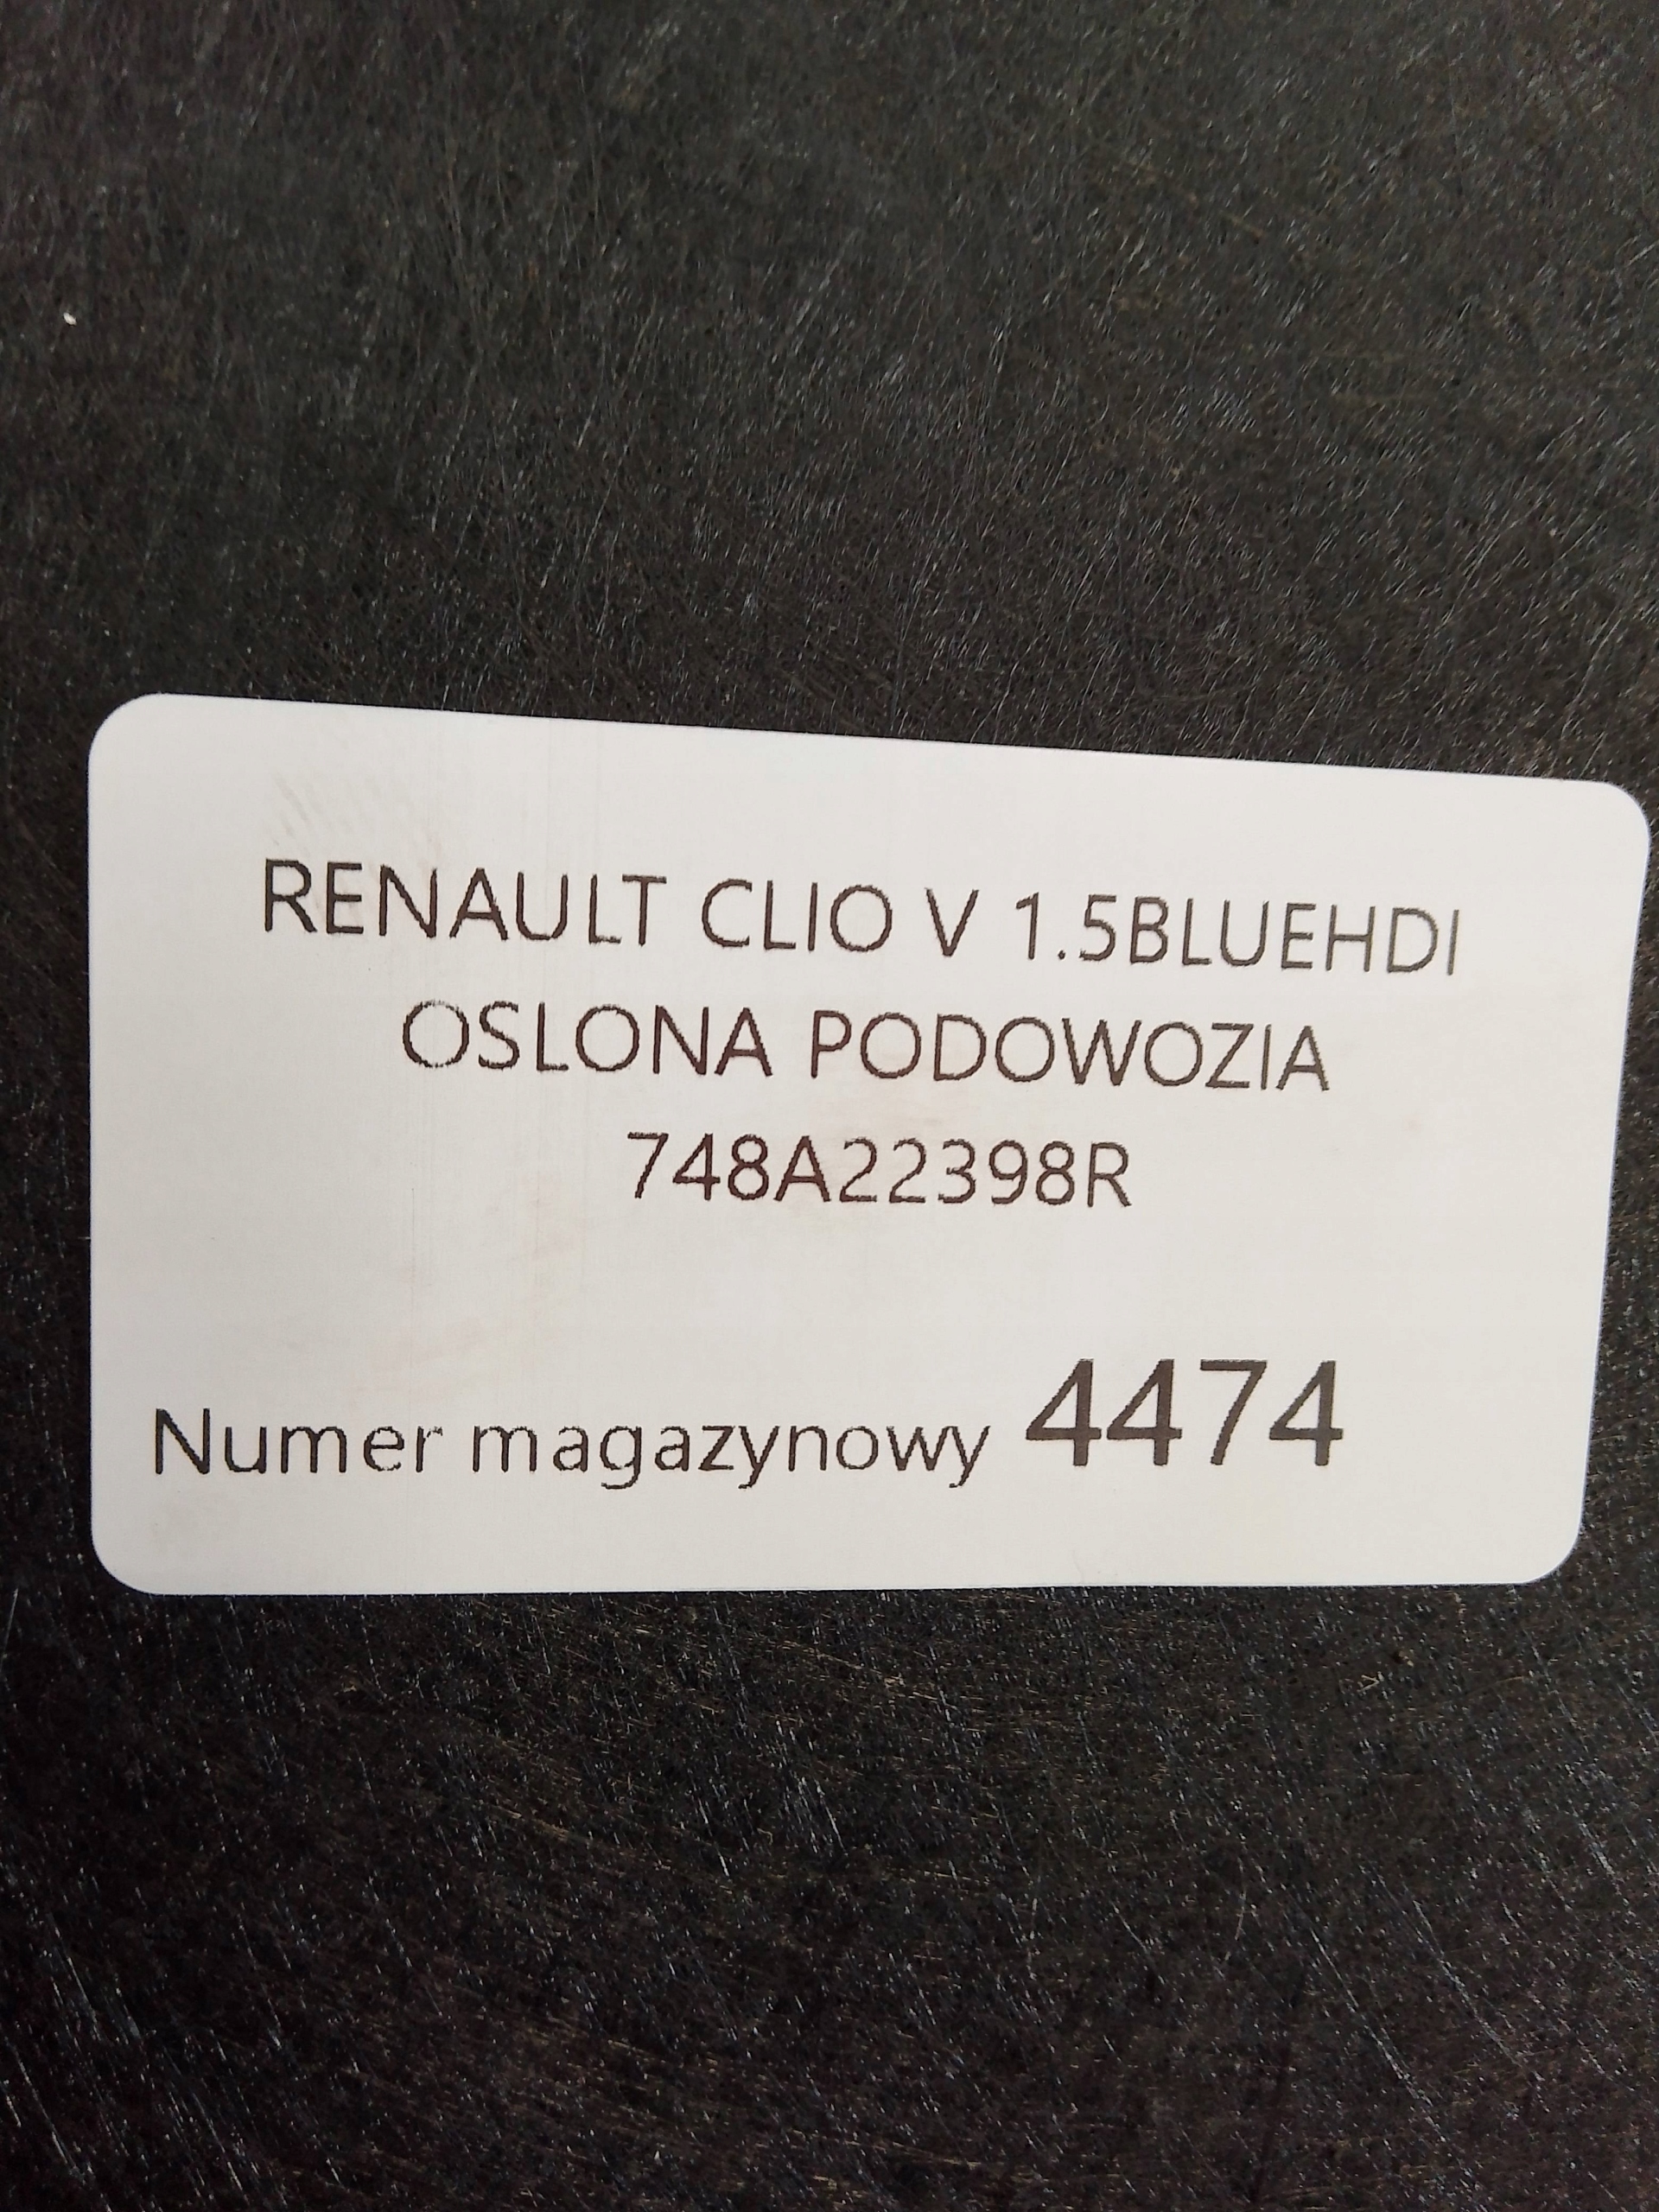 RENAULT CLIO V 1.5BLUEHDI
OSLONA PODOWOZIA
748A22398R
Numer magazynowy 4474